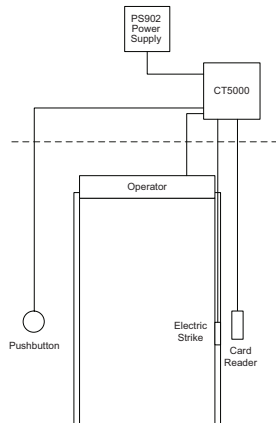 PS902
Power
Supply
CT5000
Operator
Electric
Strike
Pushbutton
Card
Reader